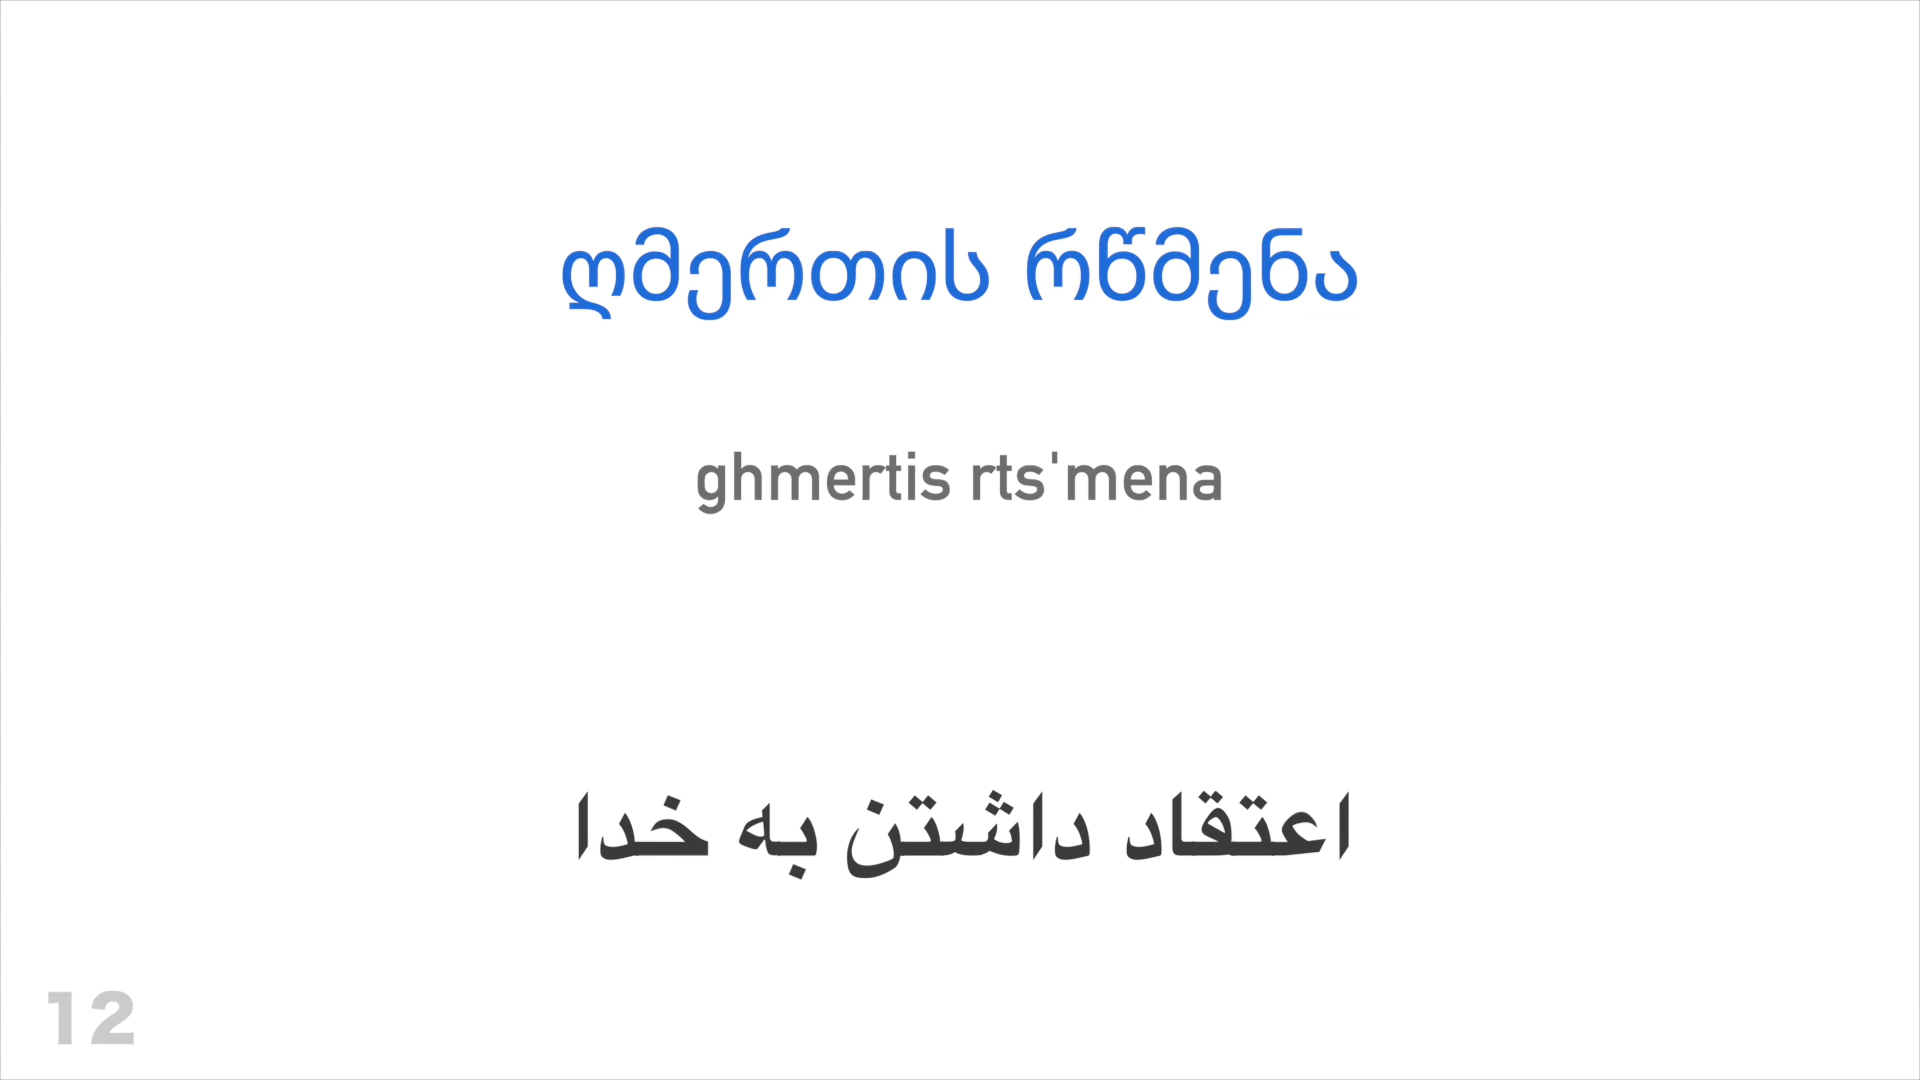 ღმერთის რწმენა
ghmertis rts'mena
اعتقاد داشتن به خدا
12